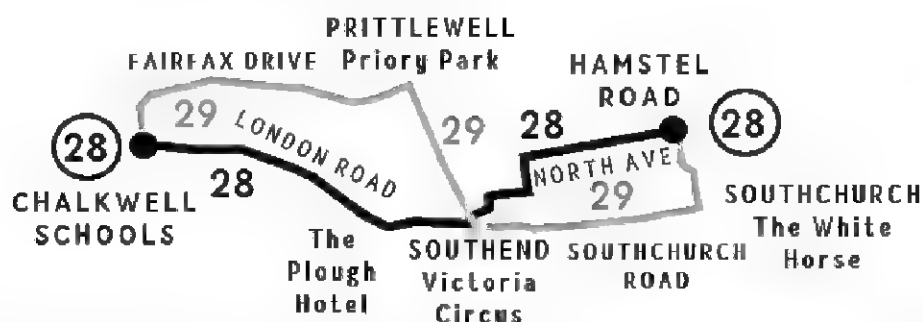 PRITTLEWELL
Priory Park
FAIRFAX DRIVE
HAMSTEL
ROAD
29
LONDON ROAD
29
28
28
28
28
NORTH AVE
29
CHALKWELL
SCHOOLS
The
Plough
Hotel
SOUTHEND
Victoria
Circus
SOUTHCHURCH
ROAD
SOUTHCHURCH
The White
Horse